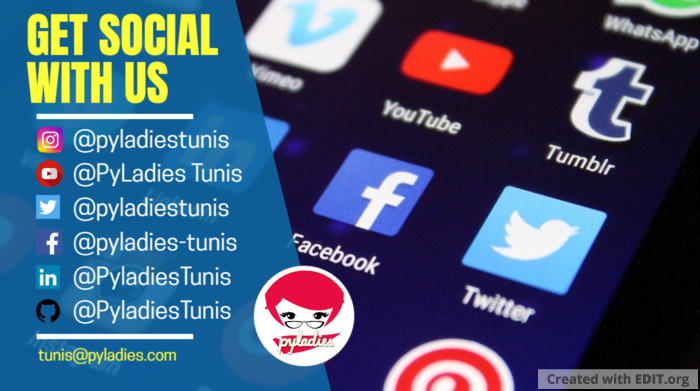 GET SOCIAL
WITH US
@pyladiestunis
@PyLadies Tunis
@pyladiestunis
@pyladies-tunis
@PyladiesTunis
@PyladiesTunis
tunis@pyladies.com
WhatsApp
Vimeo
YouTube
Tumblr
Facebook
Twitter
pyladies
Created with EDIT.org